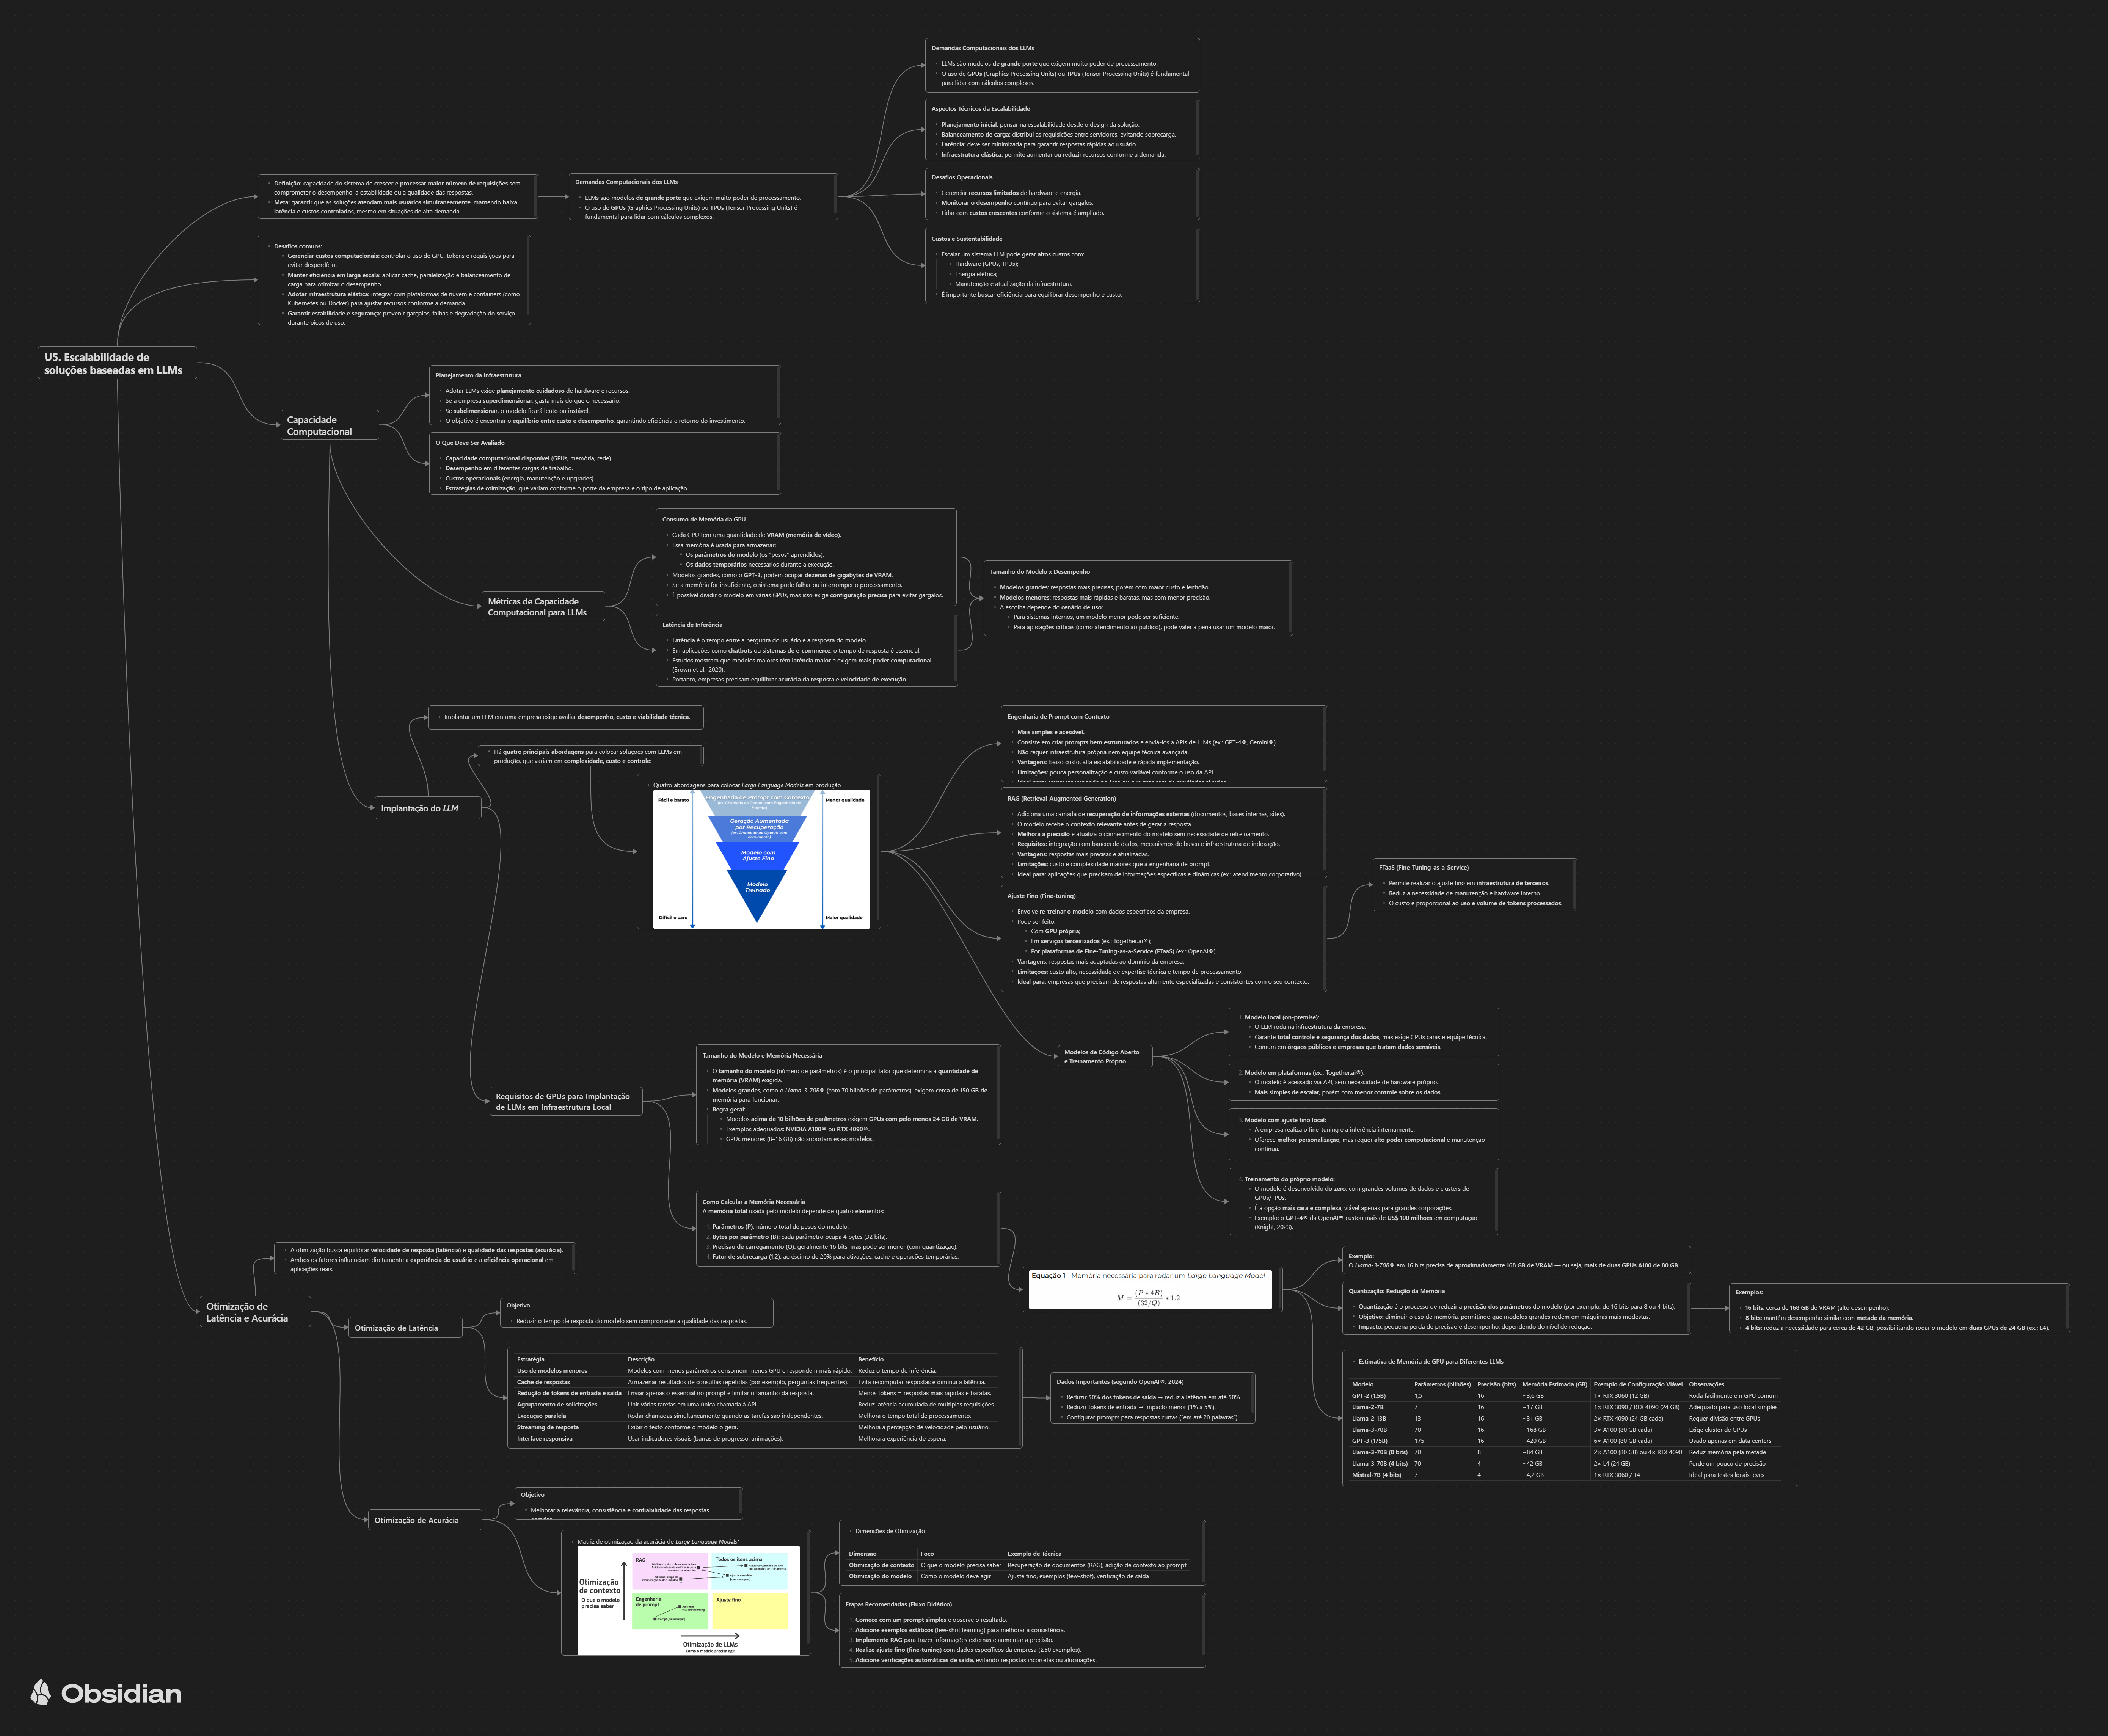 Demandas Computacionais dos LLMs
LLMs são modelos de grande porte que exigem muito poder de processamento.
O uso de GPUs (Graphics Processing Units) ou TPUs (Tensor Processing Units) é fundamental
para lidar com cálculos complexos.
Aspectos Técnicos da Escalabilidade
Planejamento inicial: pensar na escalabilidade desde o design da solução.
Balanceamento de carga: distribui as requisições entre servidores, evitando sobrecarga.
Latência: deve ser minimizada para garantir respostas rápidas ao usuário.
Infraestrutura elástica: permite aumentar ou reduzir recursos conforme a demanda.
Definição: capacidade do sistema de crescer e processar maior número de requisições sem
comprometer o desempenho, a estabilidade ou a qualidade das respostas.
Meta: garantir que as soluções atendam mais usuários simultaneamente, mantendo baixa
latência e custos controlados, mesmo em situações de alta demanda.
Demandas Computacionais dos LLMs
LLMs são modelos de grande porte que exigem muito poder de processamento.
O uso de GPUs (Graphics Processing Units) ou TPUs (Tensor Processing Units) é
fundamental para lidar com cálculos complexos.
Desafios Operacionais
Gerenciar recursos limitados de hardware e energia.
Monitorar o desempenho contínuo para evitar gargalos.
Lidar com custos crescentes conforme o sistema é ampliado.
Custos e Sustentabilidade
Escalar um sistema LLM pode gerar altos custos com:
Hardware (GPUs, TPUs);
Energia elétrica;
Manutenção e atualização da infraestrutura.
É importante buscar eficiência para equilibrar desempenho e custo.
Desafios comuns:
Gerenciar custos computacionais: controlar o uso de GPU, tokens e requisições para
evitar desperdício.
Manter eficiência em larga escala: aplicar cache, paralelização e balanceamento de
carga para otimizar o desempenho.
Adotar infraestrutura elástica: integrar com plataformas de nuvem e containers (como
Kubernetes ou Docker) para ajustar recursos conforme a demanda.
Garantir estabilidade e segurança: prevenir gargalos, falhas e degradação do serviço
durante picos de uso.
U5. Escalabilidade de
soluções baseadas em LLMs
Capacidade
Computacional
Planejamento da Infraestrutura
Adotar LLMs exige planejamento cuidadoso de hardware e recursos.
Se a empresa superdimensionar, gasta mais do que o necessário.
Se subdimensionar, o modelo ficará lento ou instável.
O objetivo é encontrar o equilíbrio entre custo e desempenho, garantindo eficiência e retorno do investimento.
O Que Deve Ser Avaliado
Capacidade computacional disponível (GPUs, memória, rede).
Desempenho em diferentes cargas de trabalho.
Custos operacionais (energia, manutenção e upgrades).
Estratégias de otimização, que variam conforme o porte da empresa e o tipo de aplicação.
Métricas de Capacidade
Computacional para LLMs
Consumo de Memória da GPU
Cada GPU tem uma quantidade de VRAM (memória de vídeo).
Essa memória é usada para armazenar:
Os parâmetros do modelo (os "pesos" aprendidos);
Os dados temporários necessários durante a execução.
Modelos grandes, como o GPT-3, podem ocupar dezenas de gigabytes de VRAM.
Se a memória for insuficiente, o sistema pode falhar ou interromper o processamento.
É possível dividir o modelo em várias GPUs, mas isso exige configuração precisa para evitar gargalos.
Latência de Inferência
Latência é o tempo entre a pergunta do usuário e a resposta do modelo.
Em aplicações como chatbots ou sistemas de e-commerce, o tempo de resposta é essencial.
Estudos mostram que modelos maiores têm latência maior e exigem mais poder computacional
(Brown et al., 2020).
Portanto, empresas precisam equilibrar acurácia da resposta e velocidade de execução.
Tamanho do Modelo x Desempenho
Modelos grandes: respostas mais precisas, porém com maior custo e lentidão.
Modelos menores: respostas mais rápidas e baratas, mas com menor precisão.
A escolha depende do cenário de uso:
Para sistemas internos, um modelo menor pode ser suficiente.
Para aplicações críticas (como atendimento ao público), pode valer a pena usar um modelo maior.
Implantação do LLM
Implantar um LLM em uma empresa exige avaliar desempenho, custo e viabilidade técnica.
Há quatro principais abordagens para colocar soluções com LLMs em
produção, que variam em complexidade, custo e controle:
Quatro abordagens para colocar Large Language Models em produção
Fácil e barato
Engenharia de Prompt com Contexto
Menor qualidade
Geração Aumentada
por Recuperação
Modelo com
Ajuste Fino
Modelo
Treinado
Difícil e caro
Maior qualidade
Engenharia de Prompt com Contexto
Mais simples e acessível.
Consiste em criar prompts bem estruturados e enviá-los a APIs de LLMs (ex.: GPT-4®, Gemini®).
Não requer infraestrutura própria nem equipe técnica avançada.
Vantagens: baixo custo, alta escalabilidade e rápida implementação.
Limitações: pouca personalização e custo variável conforme o uso da API.
RAG (Retrieval-Augmented Generation)
Adiciona uma camada de recuperação de informações externas (documentos, bases internas, sites).
O modelo recebe o contexto relevante antes de gerar a resposta.
Melhora a precisão e atualiza o conhecimento do modelo sem necessidade de retreinamento.
Requisitos: integração com bancos de dados, mecanismos de busca e infraestrutura de indexação.
Vantagens: respostas mais precisas e atualizadas.
Limitações: custo e complexidade maiores que a engenharia de prompt.
Ideal para: aplicações que precisam de informações específicas e dinâmicas (ex.: atendimento corporativo).
Ajuste Fino (Fine-tuning)
Envolve re-treinar o modelo com dados específicos da empresa.
Pode ser feito:
Com GPU própria;
Em serviços terceirizados (ex.: Together.ai®);
Por plataformas de Fine-Tuning-as-a-Service (FTaaS) (ex.: OpenAI®).
Vantagens: respostas mais adaptadas ao domínio da empresa.
Limitações: custo alto, necessidade de expertise técnica e tempo de processamento.
Ideal para: empresas que precisam de respostas altamente especializadas e consistentes com o seu contexto.
FTaaS (Fine-Tuning-as-a-Service)
Permite realizar o ajuste fino em infraestrutura de terceiros.
Reduz a necessidade de manutenção e hardware interno.
O custo é proporcional ao uso e volume de tokens processados.
Modelos de Código Aberto
e Treinamento Próprio
1. Modelo local (on-premise):
O LLM roda na infraestrutura da empresa.
Garante total controle e segurança dos dados, mas exige GPUs caras e equipe técnica.
Comum em órgãos públicos e empresas que tratam dados sensíveis.
2. Modelo em plataformas (ex.: Together.ai®):
O modelo é acessado via API, sem necessidade de hardware próprio.
Mais simples de escalar, porém com menor controle sobre os dados.
3. Modelo com ajuste fino local:
A empresa realiza o fine-tuning e a inferência internamente.
Oferece melhor personalização, mas requer alto poder computacional e manutenção
contínua.
4. Treinamento do próprio modelo:
O modelo é desenvolvido do zero, com grandes volumes de dados e clusters de
GPUs/TPUs.
É a opção mais cara e complexa, viável apenas para grandes corporações.
Exemplo: o GPT-4® da OpenAI® custou mais de US$ 100 milhões em computação
(Knight, 2023).
Requisitos de GPUs para Implantação
de LLMs em Infraestrutura Local
Tamanho do Modelo e Memória Necessária
O tamanho do modelo (número de parâmetros) é o principal fator que determina a quantidade de
memória (VRAM) exigida.
Modelos grandes, como o Llama-3-70B® (com 70 bilhões de parâmetros), exigem cerca de 150 GB de
memória para funcionar.
Regra geral:
Modelos acima de 10 bilhões de parâmetros exigem GPUs com pelo menos 24 GB de VRAM.
Exemplos adequados: NVIDIA A100® ou RTX 4090®.
GPUs menores (8–16 GB) não suportam esses modelos.
Como Calcular a Memória Necessária
A memória total usada pelo modelo depende de quatro elementos:
1. Parâmetros (P): número total de pesos do modelo.
2. Bytes por parâmetro (B): cada parâmetro ocupa 4 bytes (32 bits).
3. Precisão de carregamento (Q): geralmente 16 bits, mas pode ser menor (com quantização).
4. Fator de sobrecarga (1.2): acréscimo de 20% para ativações, cache e operações temporárias.
Equação 1 - Memória necessária para rodar um Large Language Model
M = (P * 4B) / (32/Q) * 1.2
Exemplo:
O Llama-3-70B® em 16 bits precisa de aproximadamente 168 GB de VRAM — ou seja, mais de duas GPUs A100 de 80 GB.
Quantização: Redução da Memória
Quantização é o processo de reduzir a precisão dos parâmetros do modelo (por exemplo, de 16 bits para 8 ou 4 bits).
Objetivo: diminuir o uso de memória, permitindo que modelos grandes rodem em máquinas mais modestas.
Impacto: pequena perda de precisão e desempenho, dependendo do nível de redução.
Exemplos:
16 bits: cerca de 168 GB de VRAM (alto desempenho).
8 bits: mantém desempenho similar com metade da memória.
4 bits: reduz a necessidade para cerca de 42 GB, possibilitando rodar o modelo em duas GPUs de 24 GB (ex.: L4).
Estimativa de Memória de GPU para Diferentes LLMs
Modelo Parâmetros (bilhões) Precisão (bits) Memória Estimada (GB) Exemplo de Configuração Viável Observações
GPT-2 (1.5B) 1,5 16 ~3,6 GB 1× RTX 3060 (12 GB) Roda facilmente em GPU comum
Llama-2-7B 7 16 ~17 GB 1× RTX 3090 / RTX 4090 (24 GB) Adequado para uso local simples
Llama-2-13B 13 16 ~31 GB 2× RTX 4090 (24 GB cada) Requer divisão entre GPUs
Llama-3-70B 70 16 ~168 GB 3× A100 (80 GB cada) Exige cluster de GPUs
GPT-3 (175B) 175 16 ~420 GB 6× A100 (80 GB cada) Usado apenas em data centers
Llama-3-70B (8 bits) 70 8 ~84 GB 2× A100 (80 GB) ou 4× RTX 4090 Reduz memória pela metade
Llama-3-70B (4 bits) 70 4 ~42 GB 2× L4 (24 GB) Perde um pouco de precisão
Mistral-7B (4 bits) 7 4 ~4,2 GB 1× RTX 3060 / T4 Ideal para testes locais leves
A otimização busca equilibrar velocidade de resposta (latência) e qualidade das respostas (acurácia).
Ambos os fatores influenciam diretamente a experiência do usuário e a eficiência operacional em
aplicações reais.
Otimização de
Latência e Acurácia
Otimização de Latência
Objetivo
Reduzir o tempo de resposta do modelo sem comprometer a qualidade das respostas.
Estratégia Descrição Benefício
Uso de modelos menores Modelos com menos parâmetros consomem menos GPU e respondem mais rápido. Reduz o tempo de inferência.
Cache de respostas Armazenar resultados de consultas repetidas (por exemplo, perguntas frequentes). Evita recomputar respostas e diminui a latência.
Redução de tokens de entrada e saída Enviar apenas o essencial no prompt e limitar o tamanho da resposta. Menos tokens = respostas mais rápidas e baratas.
Agrupamento de solicitações Unir várias tarefas em uma única chamada à API. Reduz latência acumulada de múltiplas requisições.
Execução paralela Rodar chamadas simultaneamente quando as tarefas são independentes. Melhora o tempo total de processamento.
Streaming de resposta Exibir o texto conforme o modelo o gera. Melhora a percepção de velocidade pelo usuário.
Interface responsiva Usar indicadores visuais (barras de progresso, animações). Melhora a experiência de espera.
Dados Importantes (segundo OpenAI®, 2024)
Reduzir 50% dos tokens de saída → reduz a latência em até 50%.
Reduzir tokens de entrada → impacto menor (1% a 5%).
Configurar prompts para respostas curtas ("em até 20 palavras")
Otimização de Acurácia
Objetivo
Melhorar a relevância, consistência e confiabilidade das respostas
Matriz de otimização da acurácia de Large Language Models*
Otimização
de contexto
O que o modelo
precisa saber
RAG
Todos os itens acima
Engenharia
de prompt
Ajuste fino
Otimização de LLMs
Como o modelo precisa agir
Dimensões de Otimização
Dimensão Foco Exemplo de Técnica
Otimização de contexto O que o modelo precisa saber Recuperação de documentos (RAG), adição de contexto ao prompt
Otimização do modelo Como o modelo deve agir Ajuste fino, exemplos (few-shot), verificação de saída
Etapas Recomendadas (Fluxo Didático)
1. Comece com um prompt simples e observe o resultado.
2. Adicione exemplos estáticos (few-shot learning) para melhorar a consistência.
3. Implemente RAG para trazer informações externas e aumentar a precisão.
4. Realize ajuste fino (fine-tuning) com dados específicos da empresa (≥50 exemplos).
5. Adicione verificações automáticas de saída, evitando respostas incorretas ou alucinações.
Obsidian